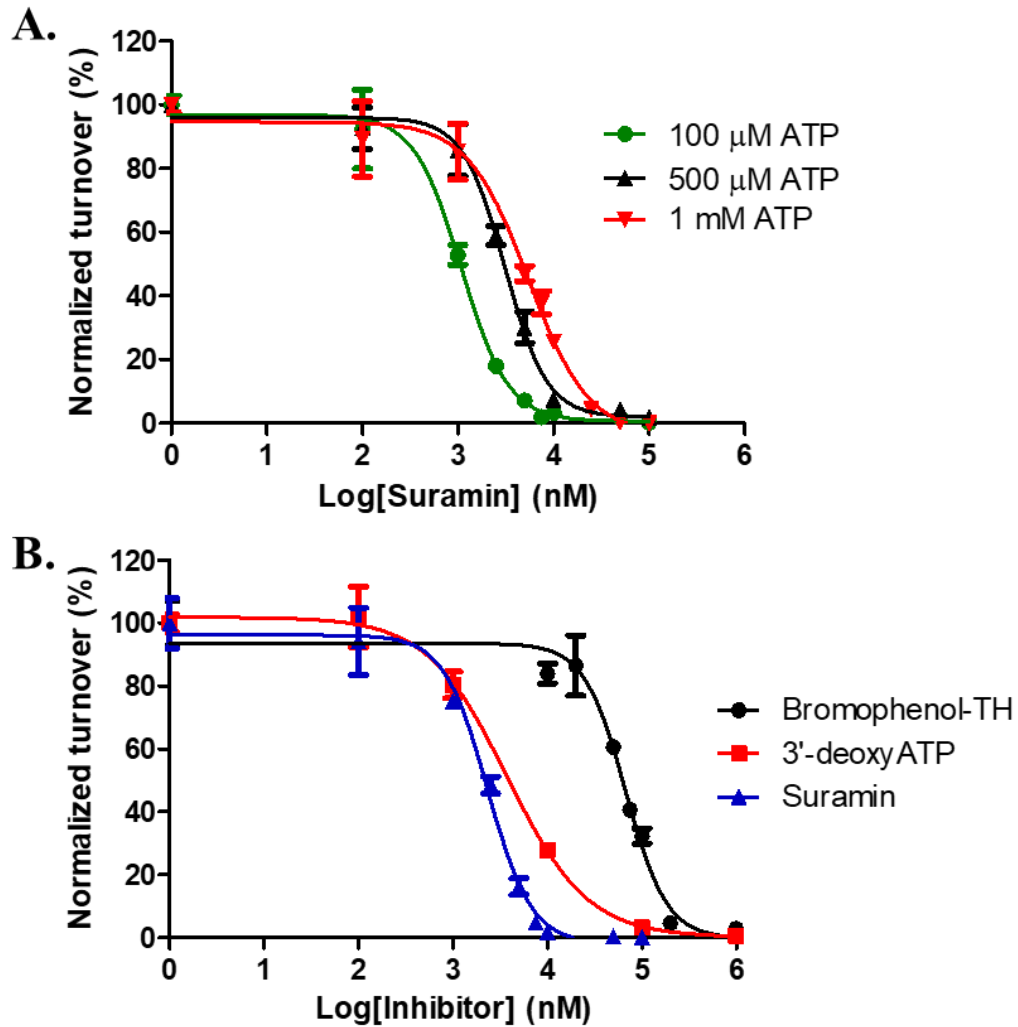 A.
Normalized turnover (%)
120
100
80
60
40
20
0
0 1 2 3 4 5 6
Log[Suramin] (nM)
100 μM ATP
500 μM ATP
1 mM ATP
B.
Normalized turnover (%)
120
100
80
60
40
20
0
0 1 2 3 4 5 6
Log[Inhibitor] (nM)
Bromophenol-TH
3'-deoxyATP
Suramin